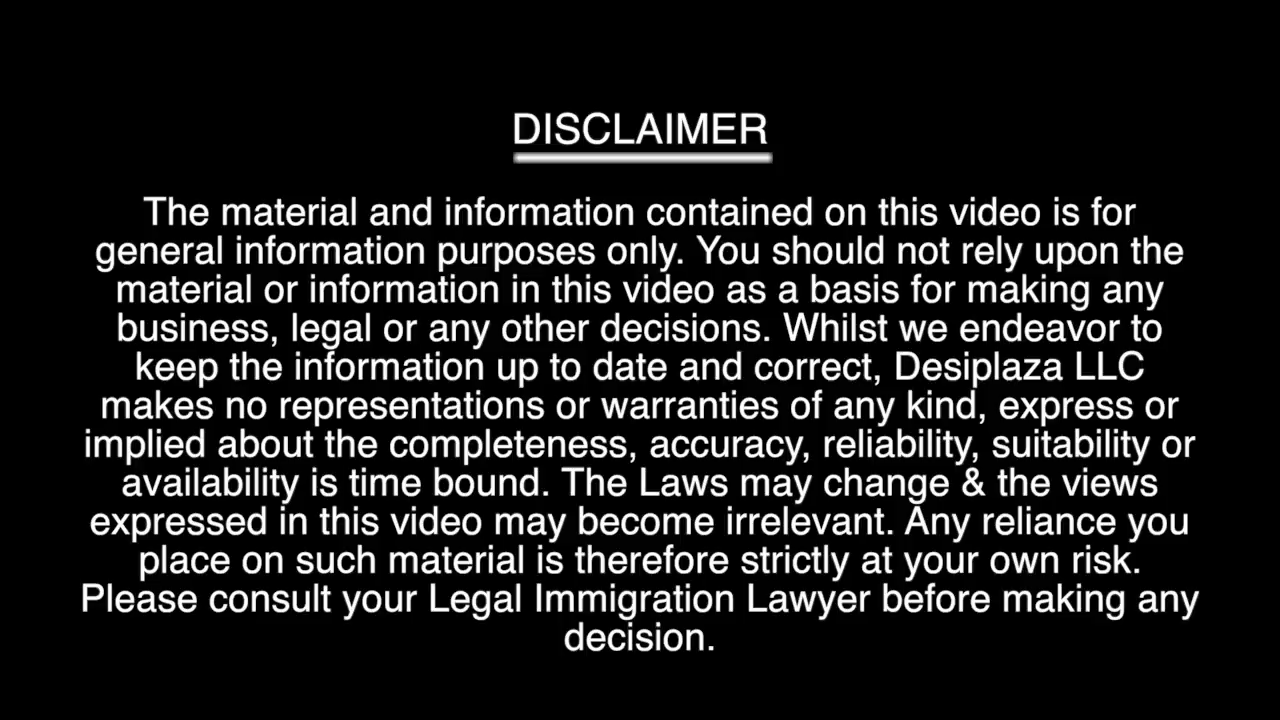 DISCLAIMER
The material and information contained on this video is for
general information purposes only. You should not rely upon the
material or information in this video as a basis for making any
business, legal or any other decisions. Whilst we endeavor to
keep the information up to date and correct, Desiplaza LLC
makes no representations or warranties of any kind, express or
implied about the completeness, accuracy, reliability, suitability or
availability is time bound. The Laws may change & the views
expressed in this video may become irrelevant. Any reliance you
place on such material is therefore strictly at your own risk.
Please consult your Legal Immigration Lawyer before making any
decision.